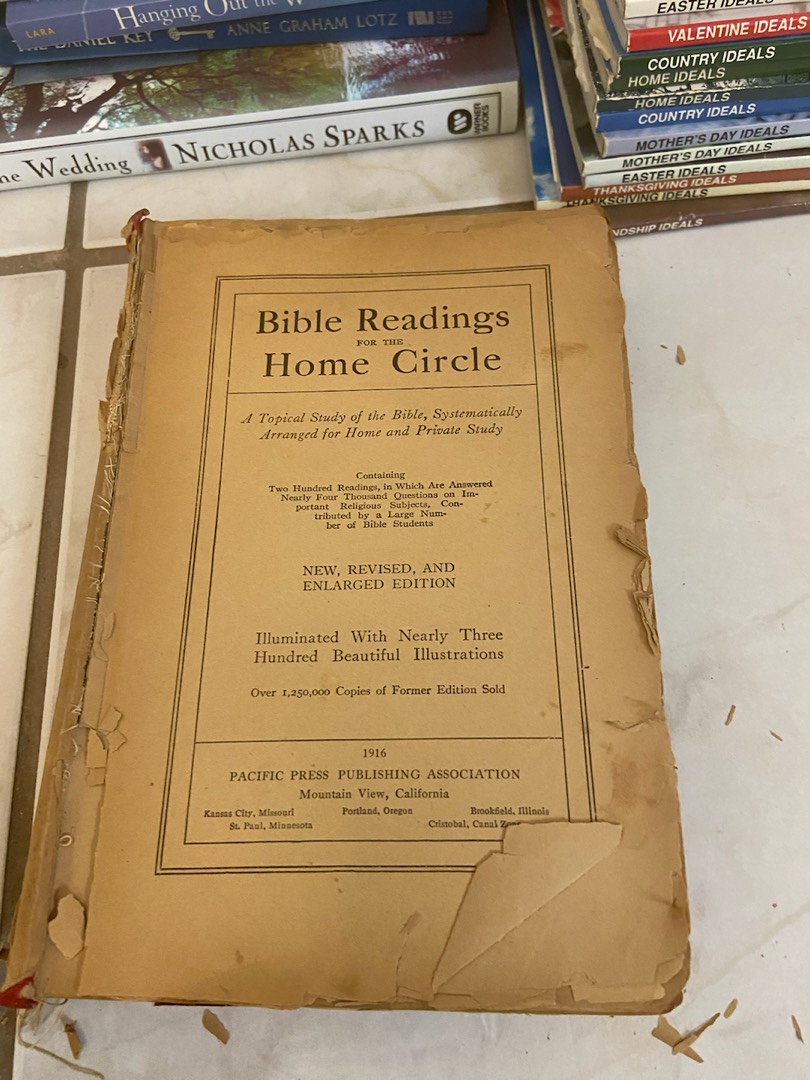 LARA
Hanging Out the W
THE DANIEL KEY
ANNE GRAHAM LOTZ
he Wedding
NICHOLAS SPARKS
WARNER BOOKS
EASTER IDEALS
VALENTINE IDEALS
COUNTRY IDEALS
HOME IDEALS
HOME IDEALS
COUNTRY IDEALS
MOTHER'S DAY IDEALS
MOTHER'S DAY IDEALS
EASTER IDEALS
THANKSGIVING IDEALS
THANKSGIVING IDEALS
NDSHIP IDEALS
Bible Readings
FOR THE
Home Circle
A Topical Study of the Bible, Systematically
Arranged for Home and Private Study
Containing
Two Hundred Readings, in Which Are Answered
Nearly Four Thousand Questions on Im-
portant Religious Subjects, Con-
tributed by a Large Num-
ber of Bible Students
NEW, REVISED, AND
ENLARGED EDITION
Illuminated With Nearly Three
Hundred Beautiful Illustrations
Over 1,250,000 Copies of Former Edition Sold
1916
PACIFIC PRESS PUBLISHING ASSOCIATION
Mountain View, California
Kansas City, Missouri Portland, Oregon Brookfield, Illinois
St. Paul, Minnesota Cristobal, Canal Zo